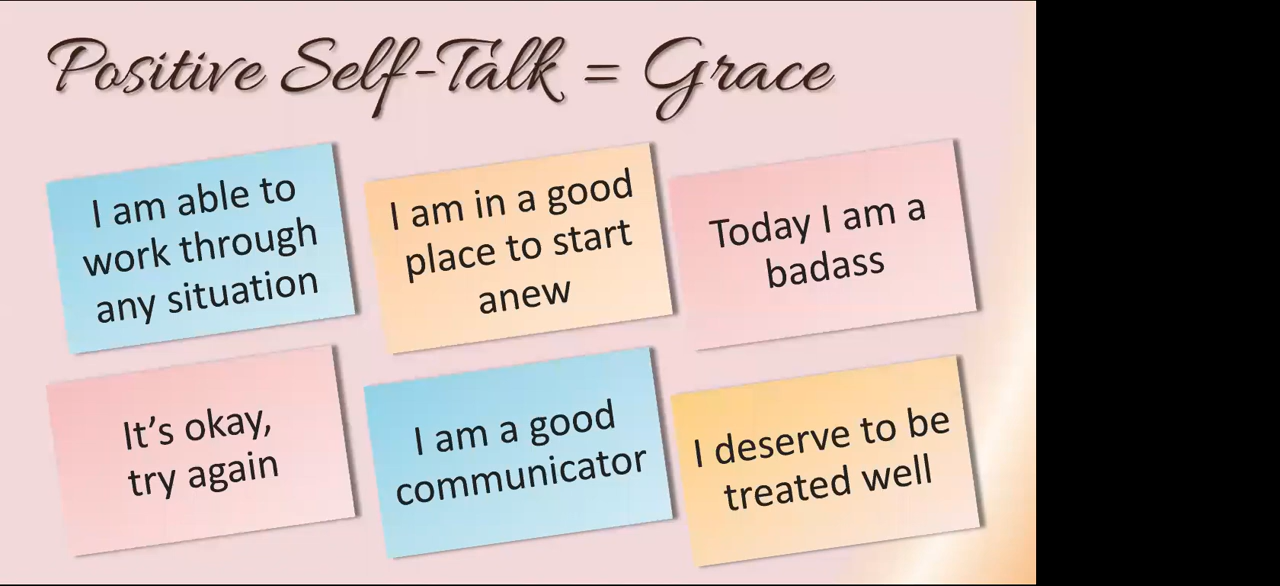 Positive Self-Talk = Grace
I am able to
work through
any situation
I am in a good
place to start
anew
Today I am a
badass
It's okay,
try again
I am a good
communicator
I deserve to be
treated well